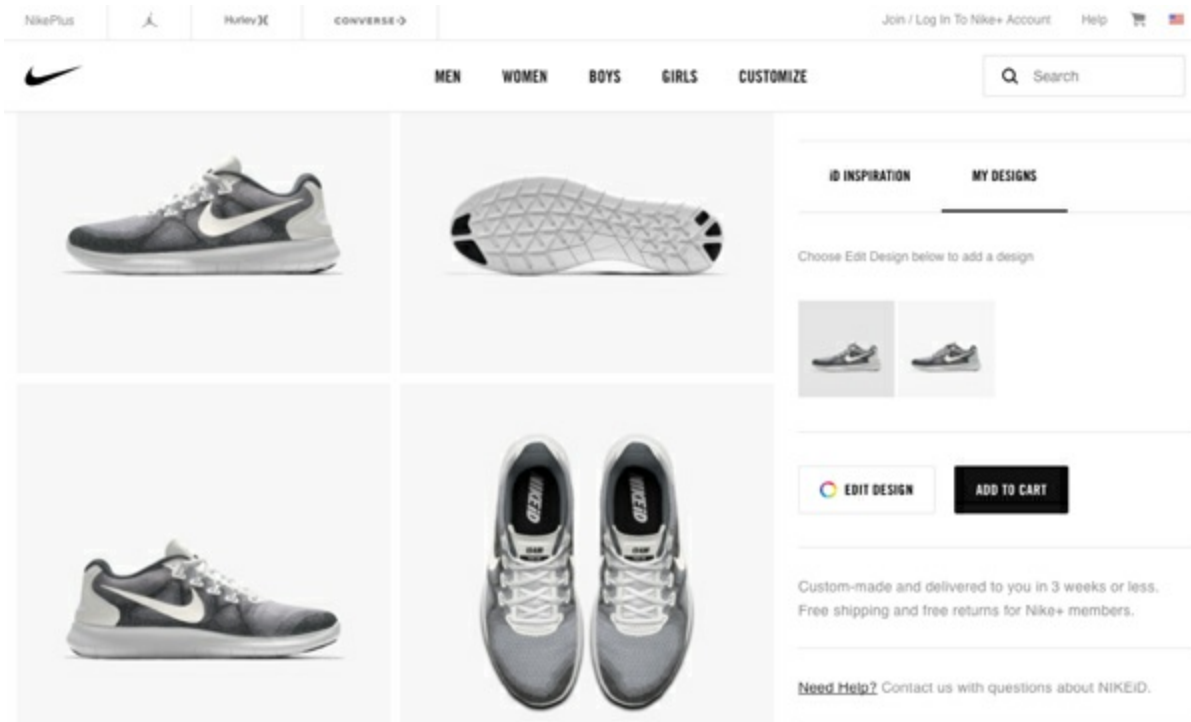 NikePlus
Hurley
CONVERSE
Join / Log In To Nike+ Account
Help
MEN
WOMEN
BOYS
GIRLS
CUSTOMIZE
Search
iD INSPIRATION
MY DESIGNS
Choose Edit Design below to add a design
EDIT DESIGN
ADD TO CART
NIKEiD
NIKEiD
Custom-made and delivered to you in 3 weeks or less.
Free shipping and free returns for Nike+ members.
Need Help? Contact us with questions about NIKEiD.